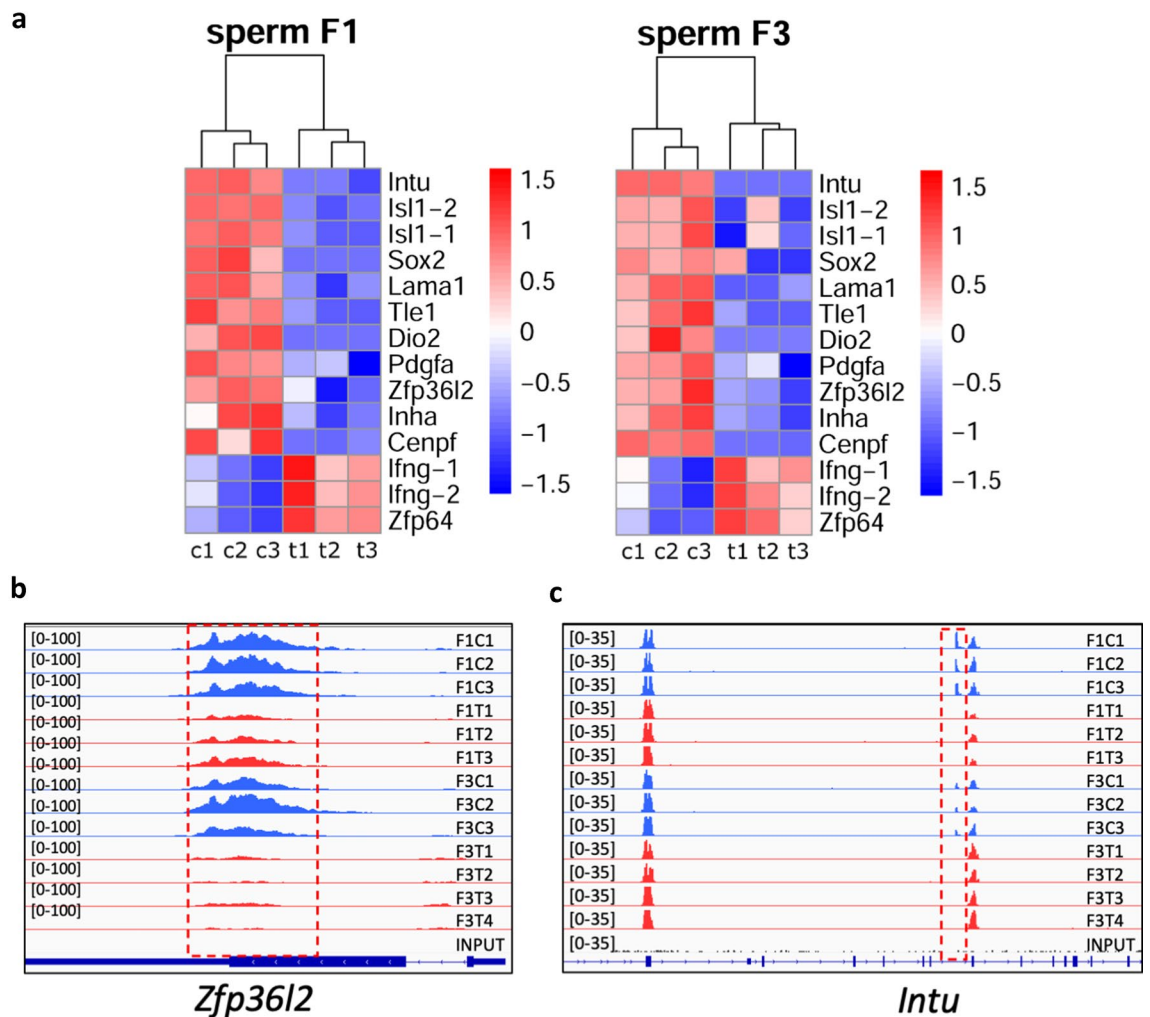 a
sperm F1
Intu
Isl1-2
Isl1-1
Sox2
Lama1
Tle1
Dio2
Pdgfa
Zfp36l2
Inha
Cenpf
Ifng-1
Ifng-2
Zfp64
1.5
1
0.5
0
-0.5
-1
-1.5
c1 c2 c3 t1 t2 t3
sperm F3
Intu
Isl1-2
Isl1-1
Sox2
Lama1
Tle1
Dio2
Pdgfa
Zfp36l2
Inha
Cenpf
Ifng-1
Ifng-2
Zfp64
1.5
1
0.5
0
-0.5
-1
-1.5
c1 c2 c3 t1 t2 t3
b
[0-100] F1C1
[0-100] F1C2
[0-100] F1C3
[0-100] F1T1
[0-100] F1T2
[0-100] F1T3
[0-100] F3C1
[0-100] F3C2
[0-100] F3C3
[0-100] F3T1
[0-100] F3T2
[0-100] F3T3
[0-100] F3T4
INPUT
Zfp36l2
c
[0-35] F1C1
[0-35] F1C2
[0-35] F1C3
[0-35] F1T1
[0-35] F1T2
[0-35] F1T3
[0-35] F3C1
[0-35] F3C2
[0-35] F3C3
[0-35] F3T1
[0-35] F3T2
[0-35] F3T3
[0-35] F3T4
[0-35] INPUT
Intu